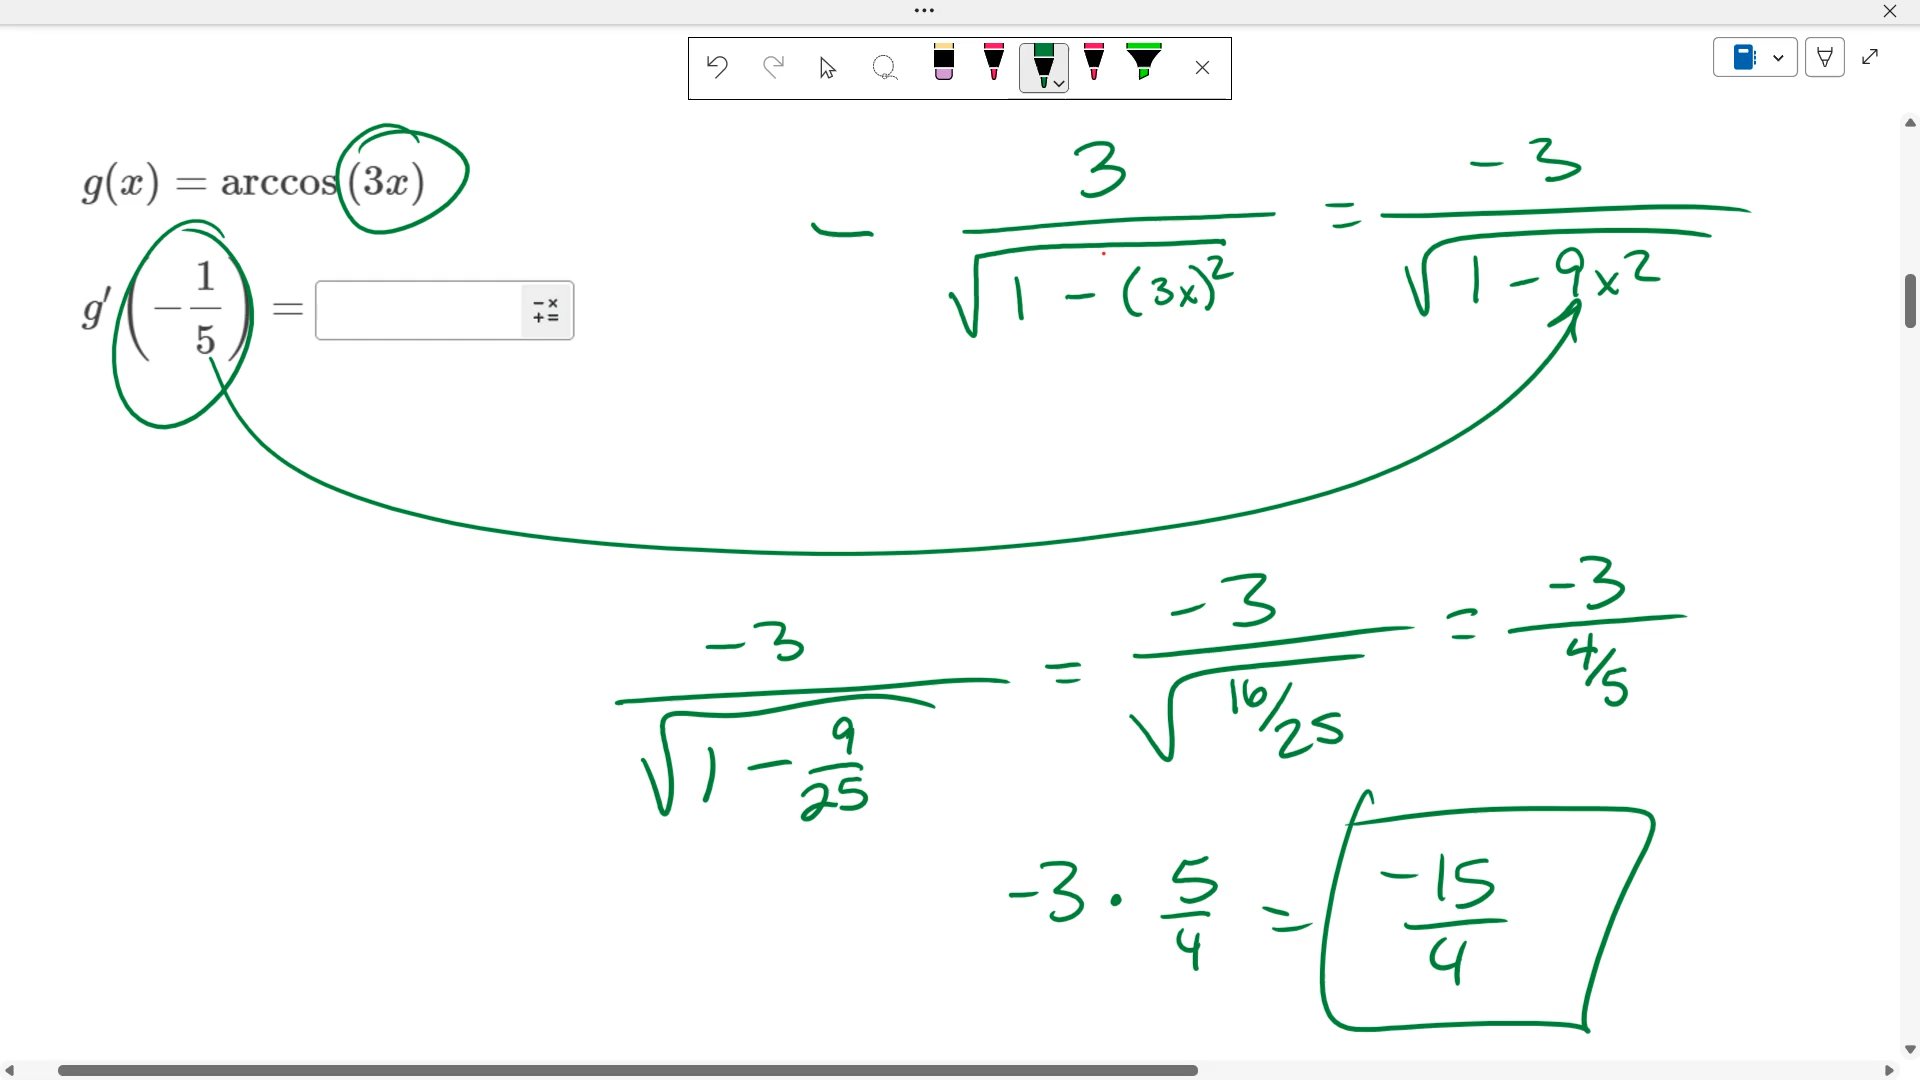 g(x) = arccos(3x)
g′(−1/5) =
−×
+=
− 3/√(1 − (3x)²) = −3/√(1 − 9x²)
−3/√(1 − 9/25) = −3/√(16/25) = −3/(4/5)
−3 · 5/4 = −15/4